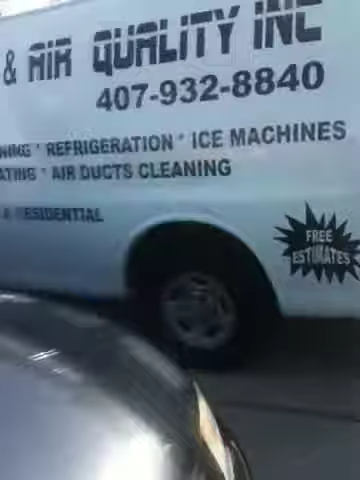 & AIR QUALITY INC
407-932-8840
NING * REFRIGERATION * ICE MACHINES
ATING * AIR DUCTS CLEANING
& RESIDENTIAL
FREE
ESTIMATES